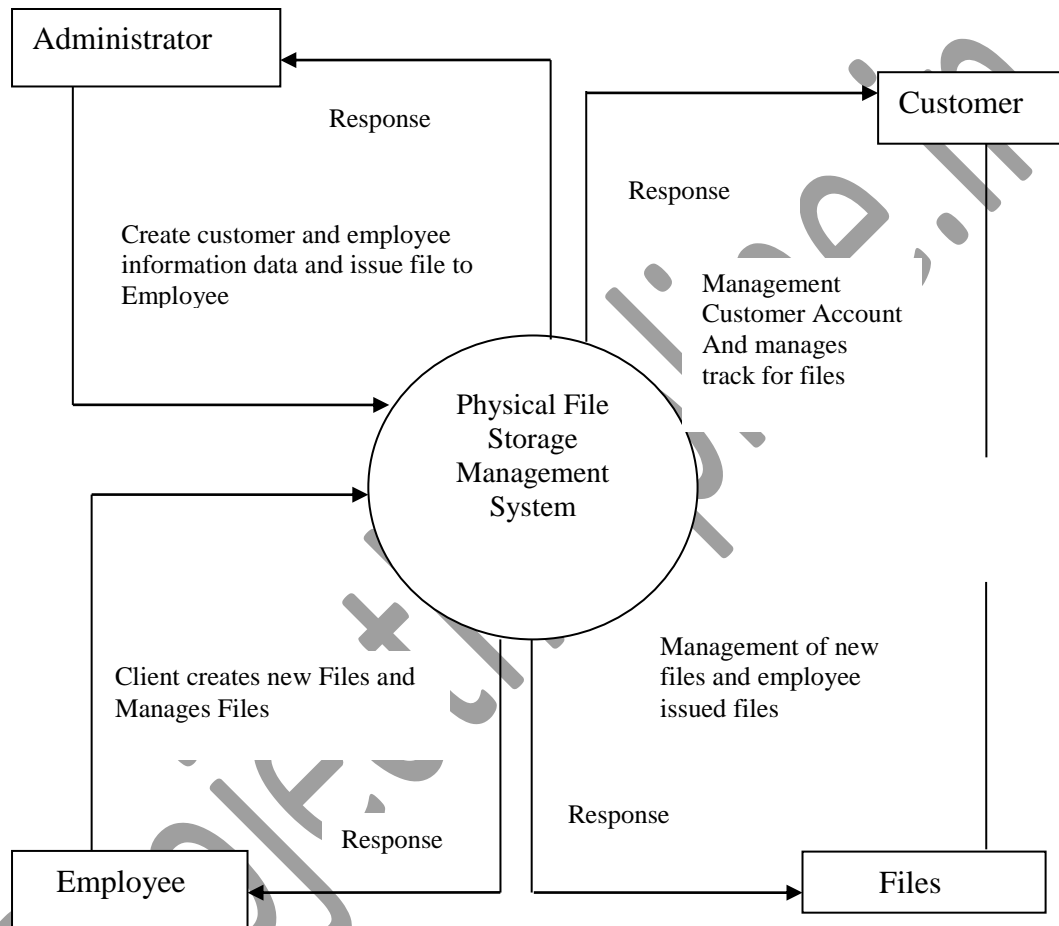 Administrator
Customer
Response
Response
Create customer and employee
information data and issue file to
Employee
Management
Customer Account
And manages
track for files
Physical File
Storage
Management
System
Client creates new Files and
Manages Files
Management of new
files and employee
issued files
Response
Response
Employee
Files